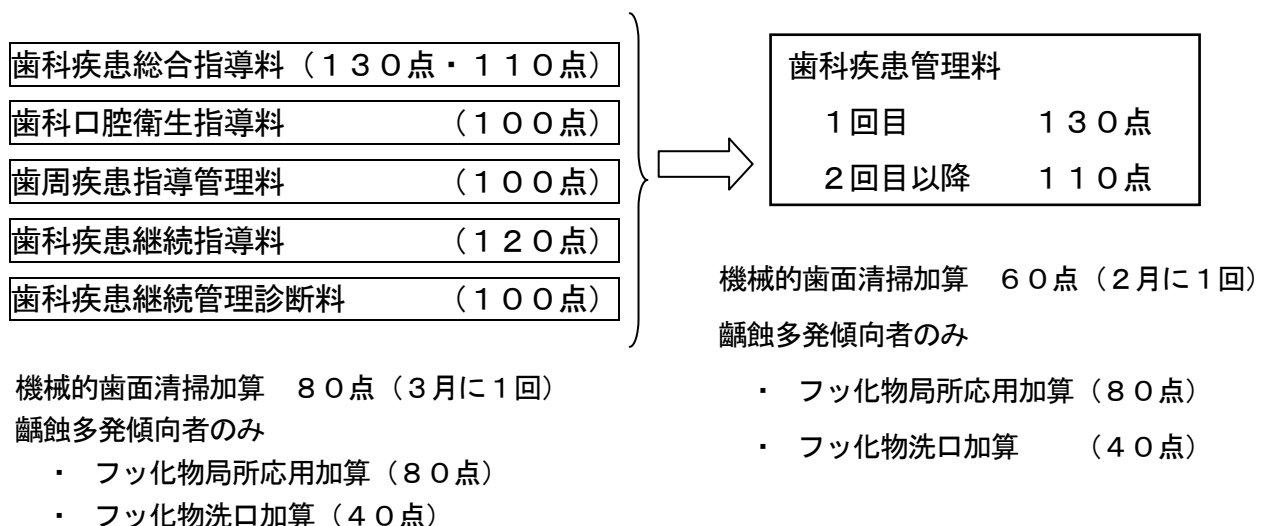 歯科疾患総合指導料（１３０点・１１０点）
歯科口腔衛生指導料　　　　（１００点）
歯周疾患指導管理料　　　　（１００点）
歯科疾患継続指導料　　　　（１２０点）
歯科疾患継続管理診断料　　（１００点）
機械的歯面清掃加算　８０点（３月に１回）
齲蝕多発傾向者のみ
・　フッ化物局所応用加算（８０点）
・　フッ化物洗口加算（４０点）
歯科疾患管理料
１回目　　　１３０点
２回目以降　１１０点
機械的歯面清掃加算　６０点（２月に１回）
齲蝕多発傾向者のみ
・　フッ化物局所応用加算（８０点）
・　フッ化物洗口加算　　（４０点）